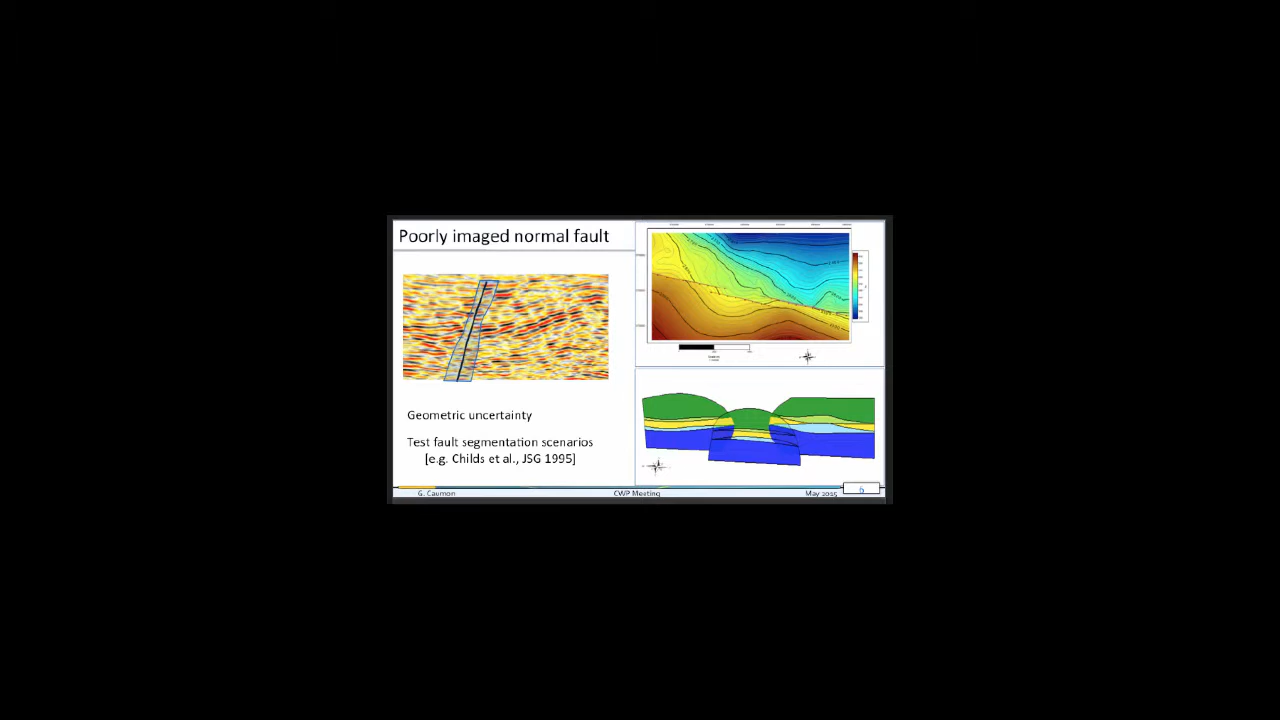 Poorly imaged normal fault
Geometric uncertainty
Test fault segmentation scenarios
[e.g. Childs et al., JSG 1995]
G. Caumon
CWP Meeting
May 2015
6